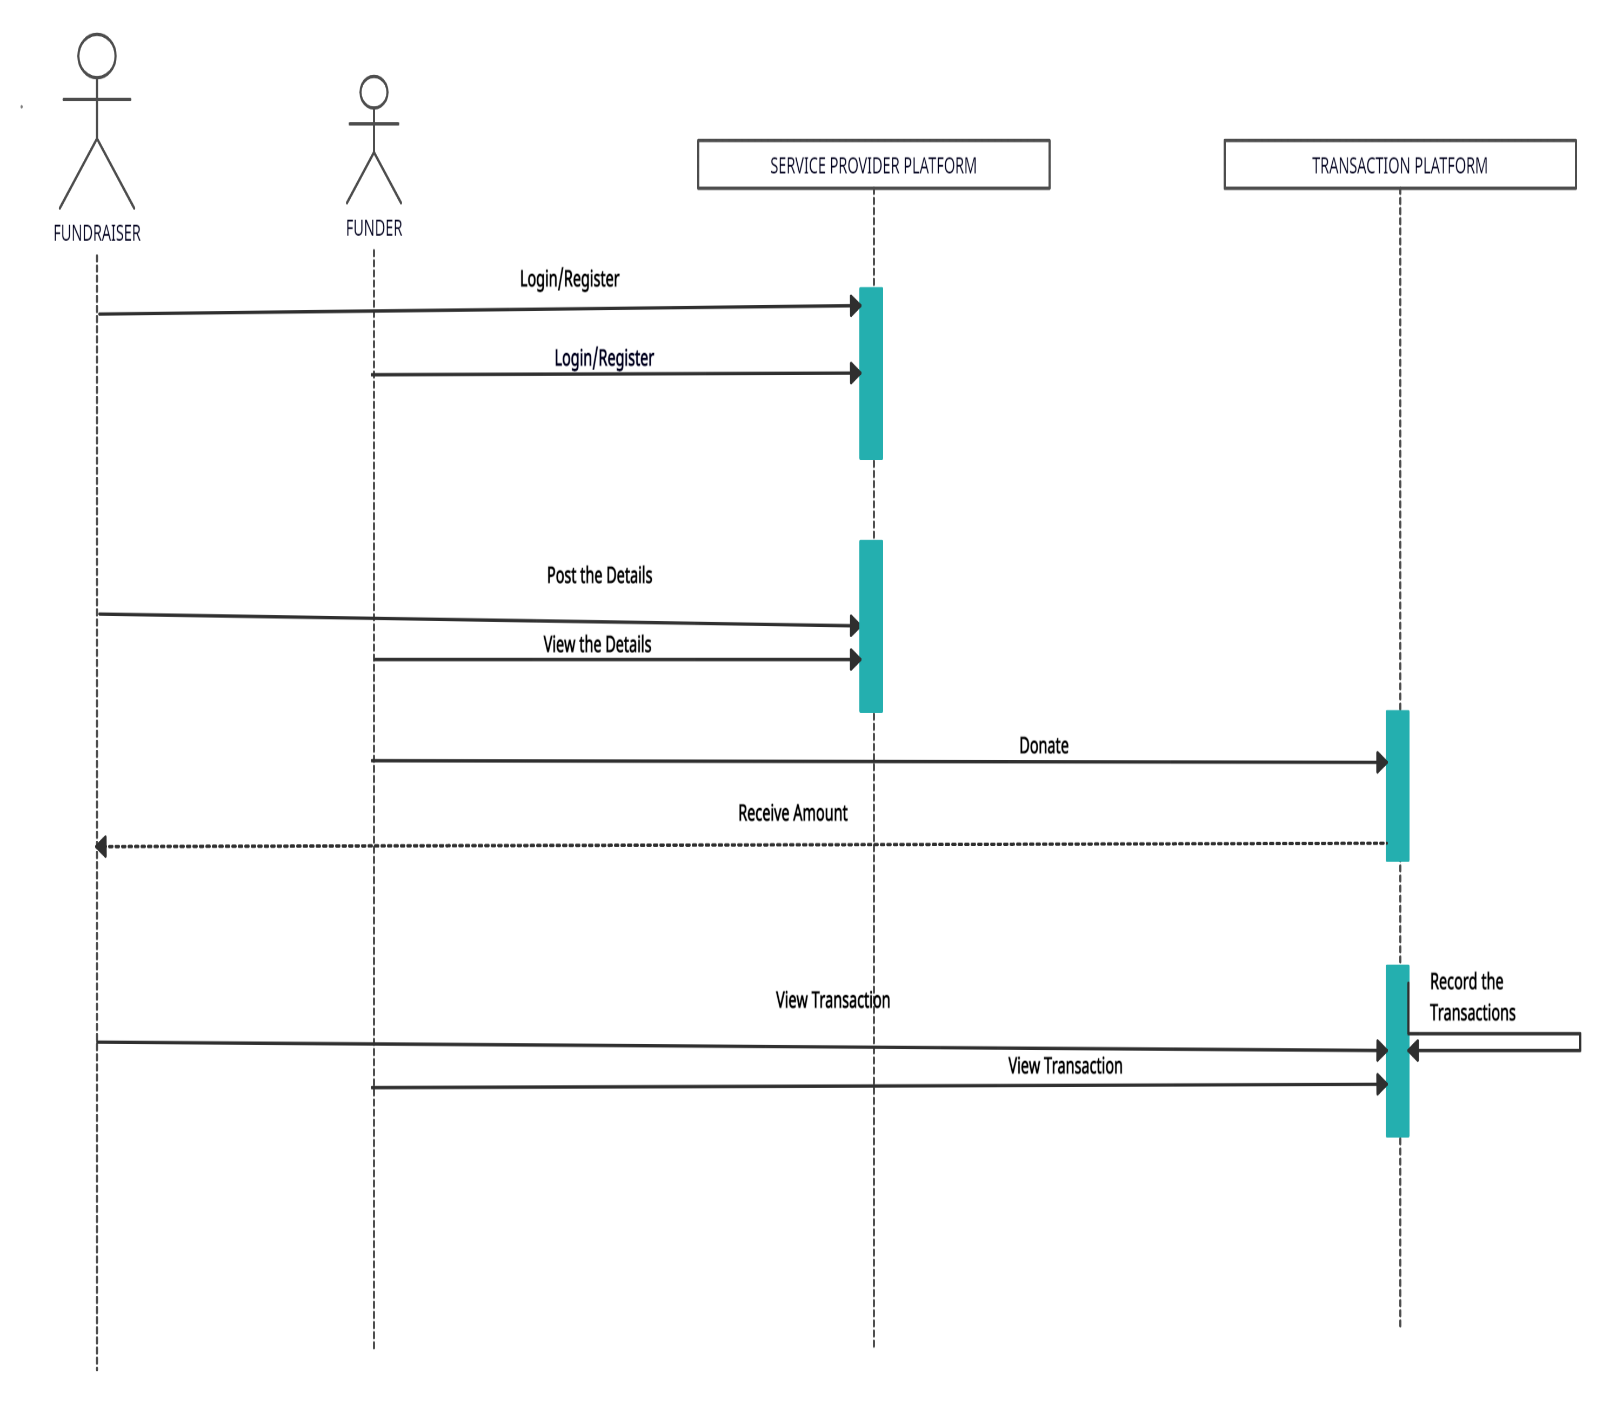 SERVICE PROVIDER PLATFORM
TRANSACTION PLATFORM
FUNDRAISER
FUNDER
Login/Register
Login/Register
Post the Details
View the Details
Donate
Receive Amount
Record the
Transactions
View Transaction
View Transaction